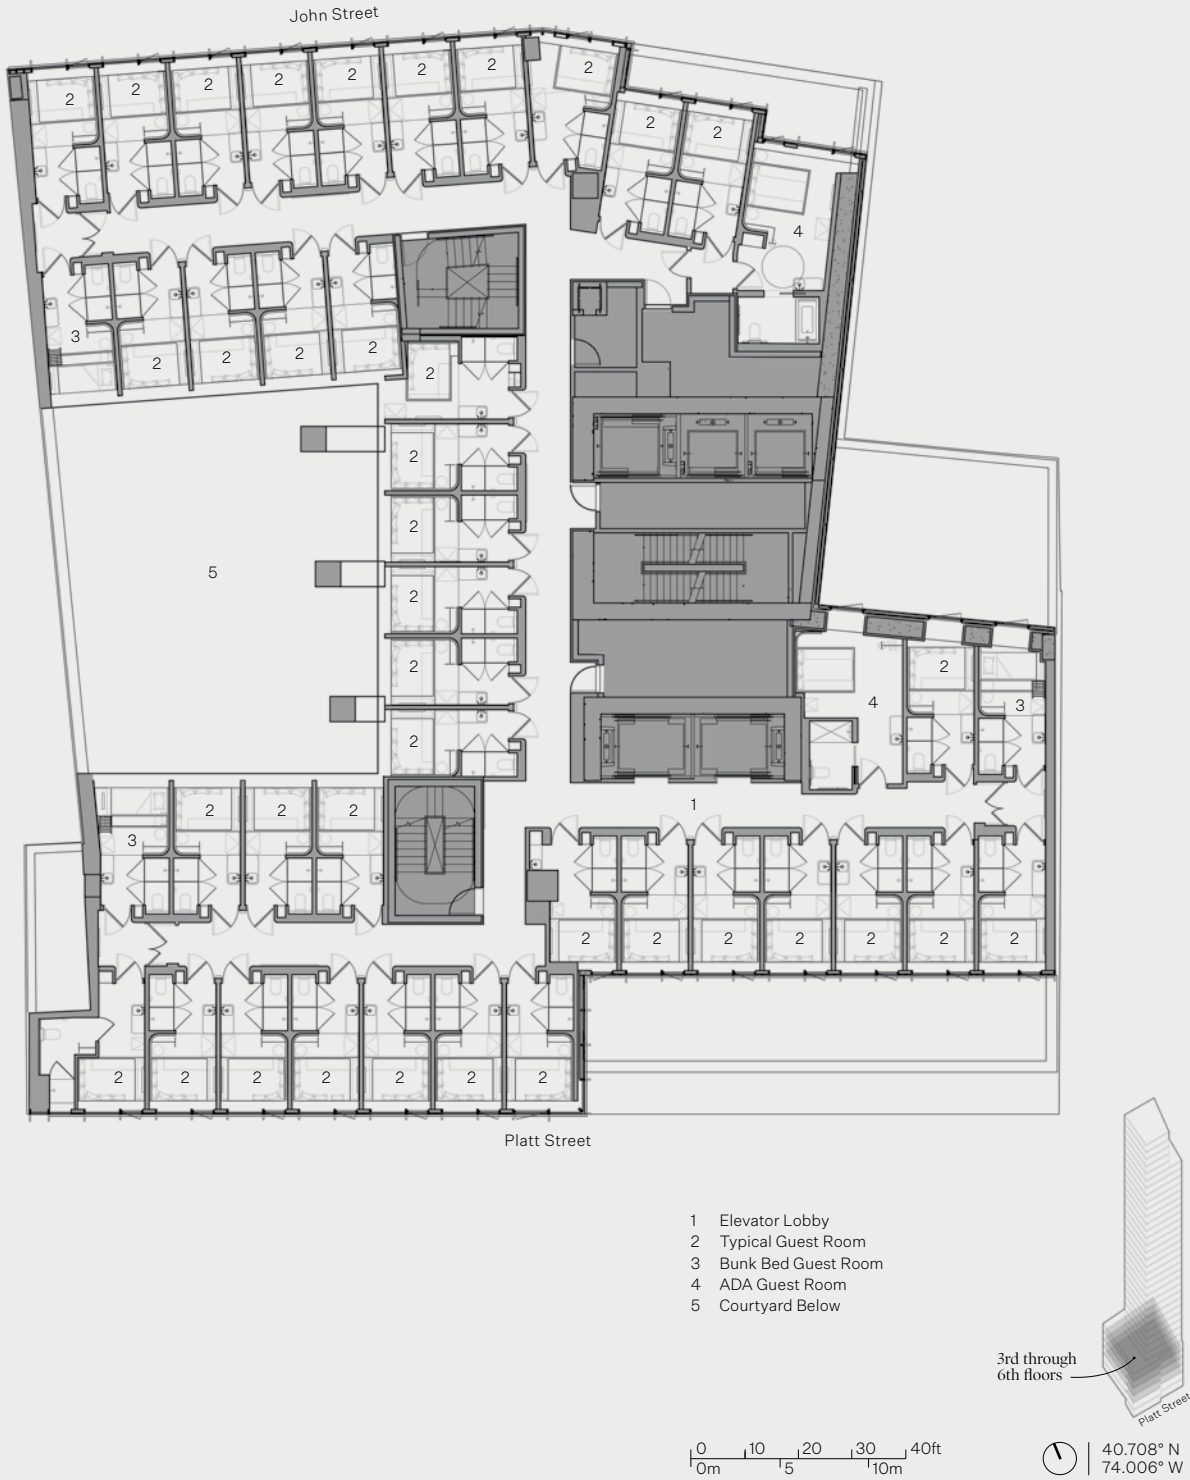 John Street
2 2 2 2 2 2 2 2
2 2
4
3 2 2 2 2
2
2
2
5
2
2
2
2
4
3
1
3 2 2 2
2 2 2 2 2 2 2
2 2 2 2 2 2 2
Platt Street
1 Elevator Lobby
2 Typical Guest Room
3 Bunk Bed Guest Room
4 ADA Guest Room
5 Courtyard Below
3rd through
6th floors
Platt Street
0 10 20 30 40ft
0m 5 10m
40.708° N
74.006° W